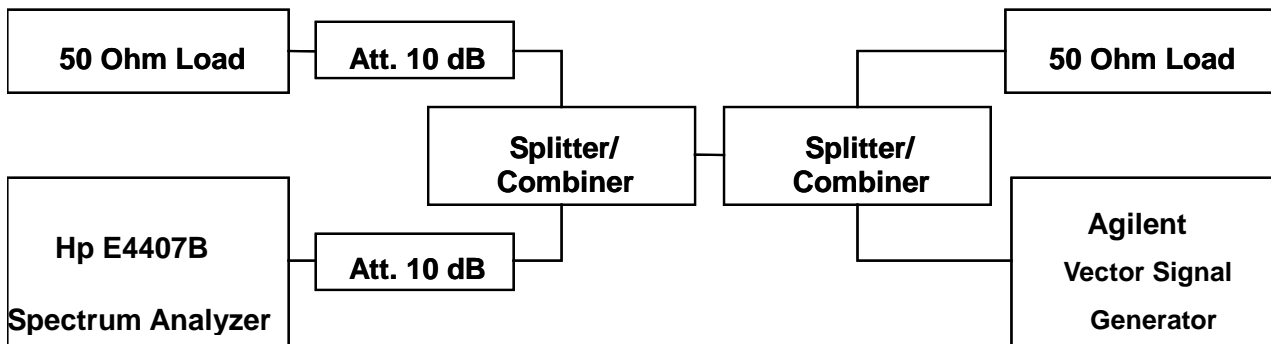 50 Ohm Load
Att. 10 dB
50 Ohm Load
Splitter/
Combiner
Splitter/
Combiner
Hp E4407B
Spectrum Analyzer
Att. 10 dB
Agilent
Vector Signal
Generator